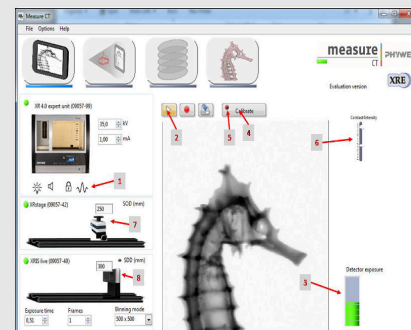 Measure CT
File Options Help
measure PHYWE
CT
Evaluation version XRE
XR 4.0 expert unit (09057-99)
35,0 kV
1,00 mA
1
2
5
4
Calibrate
Contrast/intensity
6
XRstage (09057-42) SOD (mm)
250
7
XRIS live (09057-40) SDD (mm)
300
8
3
Detector exposure
Exposure time Frames Binning mode
0,51 1 500 x 500